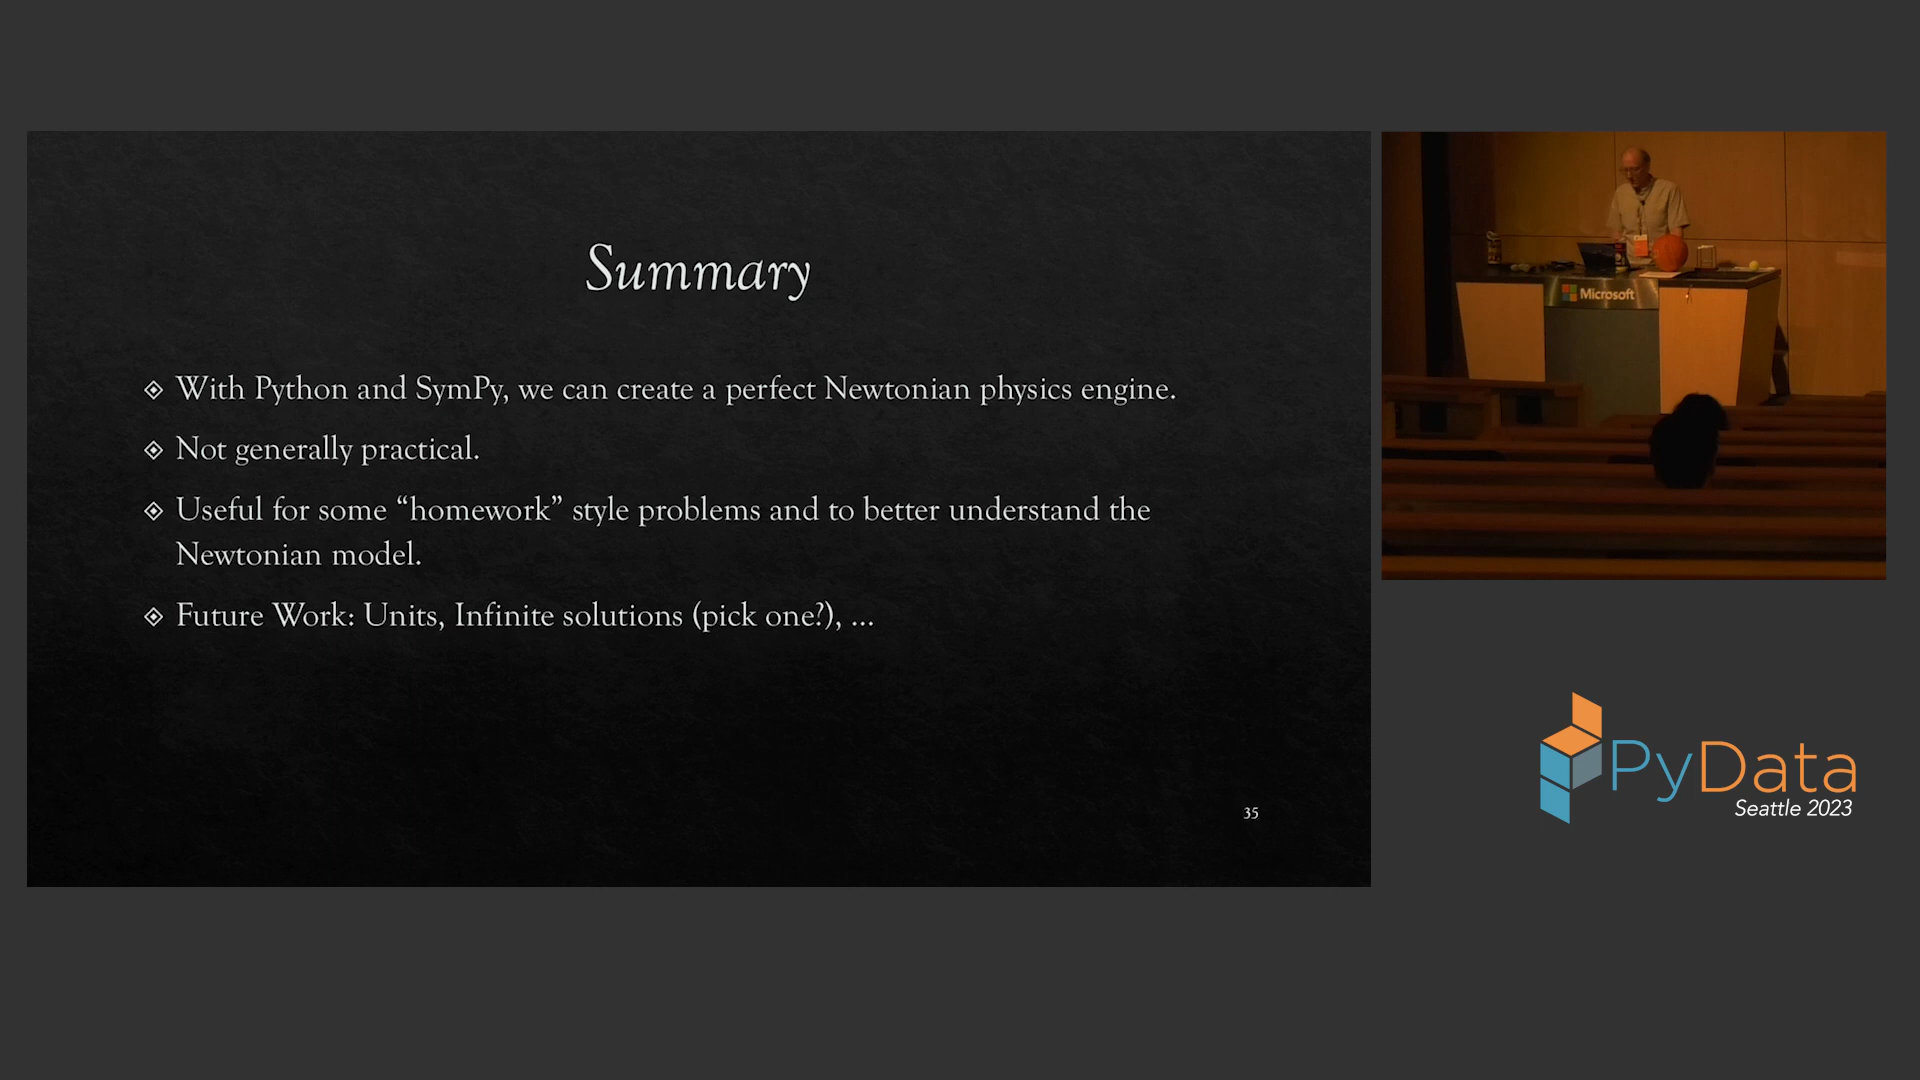 Summary
With Python and SymPy, we can create a perfect Newtonian physics engine.
Not generally practical.
Useful for some “homework” style problems and to better understand the
Newtonian model.
Future Work: Units, Infinite solutions (pick one?), ...
35
Microsoft
PyData
Seattle 2023